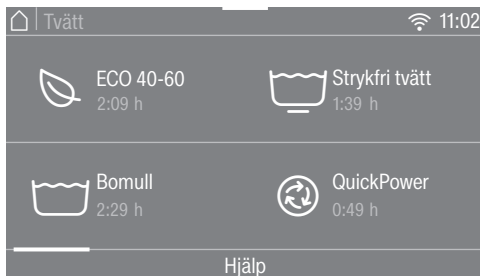 Tvätt
11:02
ECO 40-60
2:09 h
Strykfri tvätt
1:39 h
Bomull
2:29 h
QuickPower
0:49 h
Hjälp